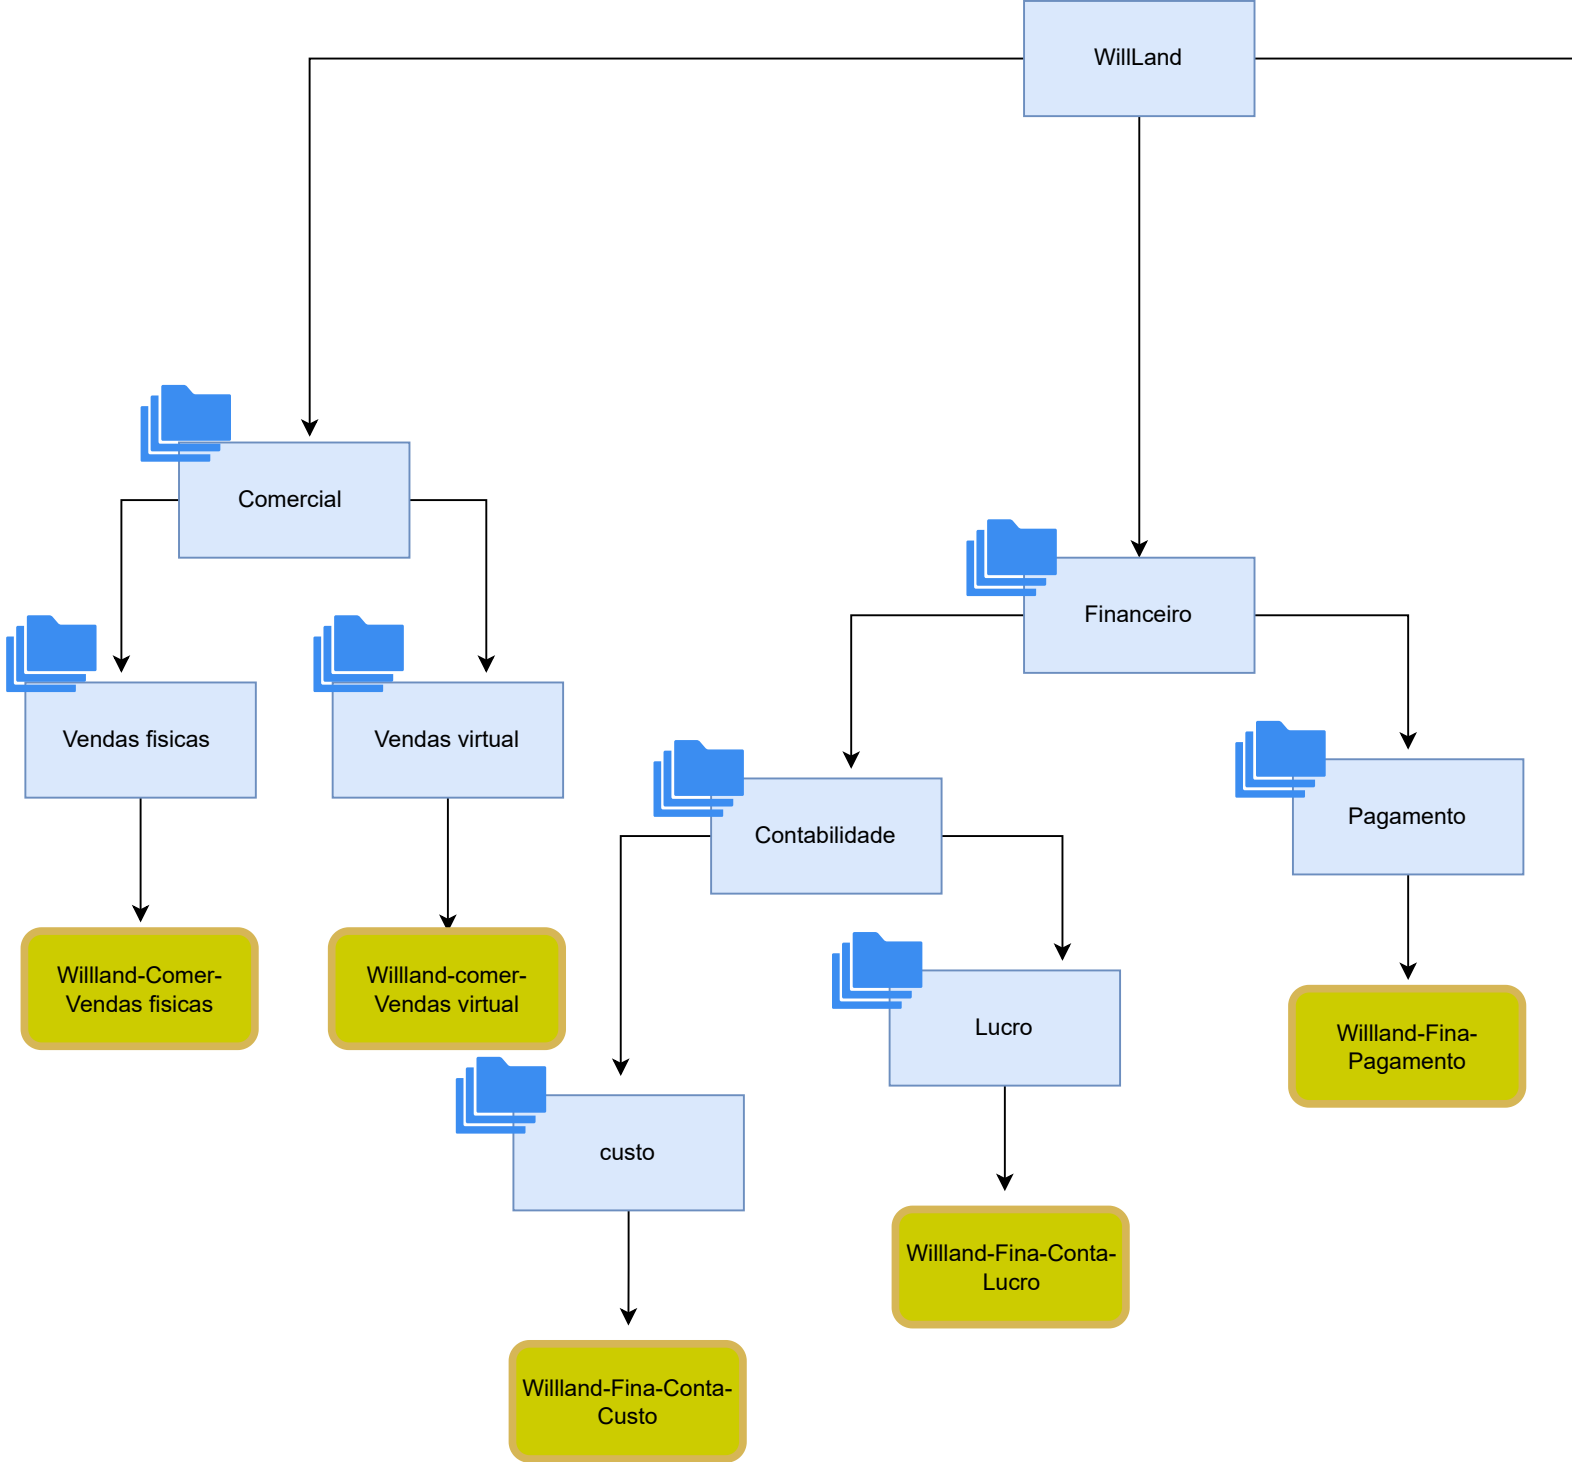 WillLand
Comercial
Financeiro
Vendas fisicas
Vendas virtual
Contabilidade
Pagamento
Willland-Comer-
Vendas fisicas
Willland-comer-
Vendas virtual
Lucro
Willland-Fina-
Pagamento
custo
Willland-Fina-Conta-
Lucro
Willland-Fina-Conta-
Custo